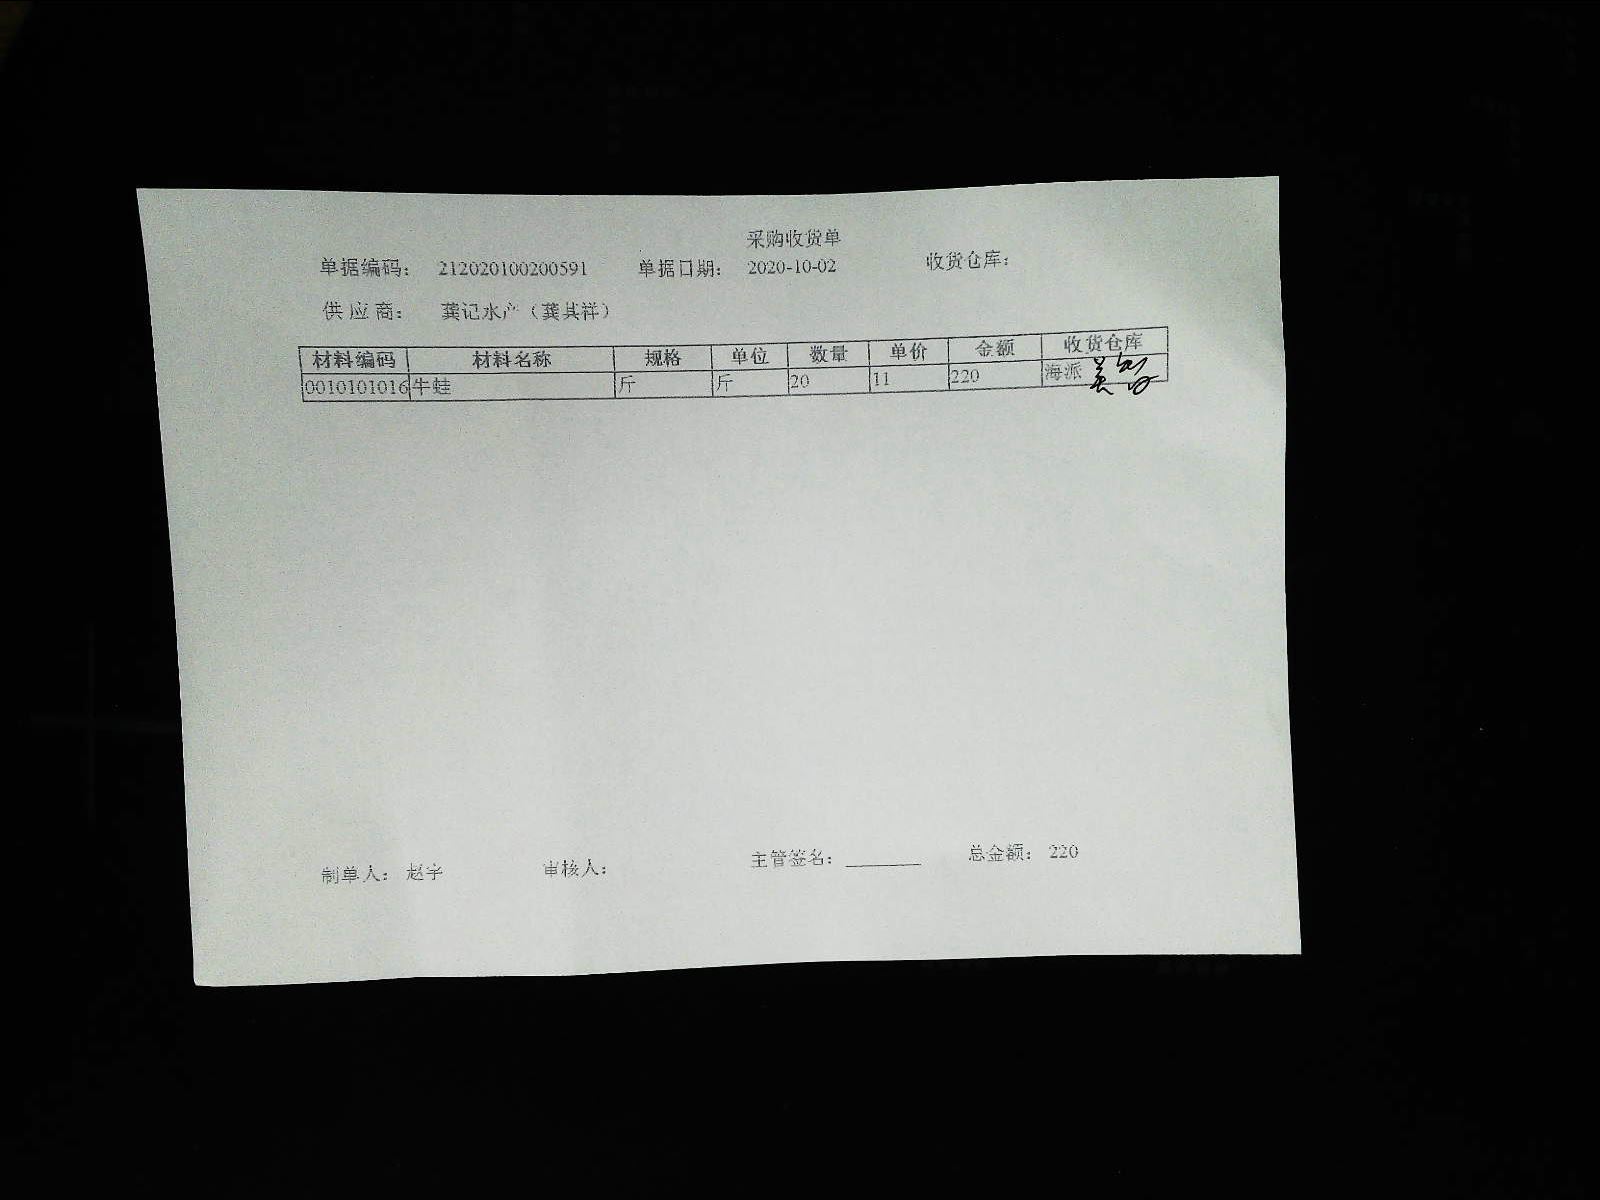 采购收货单
单据编码： 212020100200591 单据日期： 2020-10-02 收货仓库：
供应商： 龚记水产（龚其祥）
材料编码 材料名称 规格 单位 数量 单价 金额 收货仓库
0010101016 牛蛙 斤 斤 20 11 220 海派
制单人： 赵宇 审核人： 主管签名： 总金额： 220